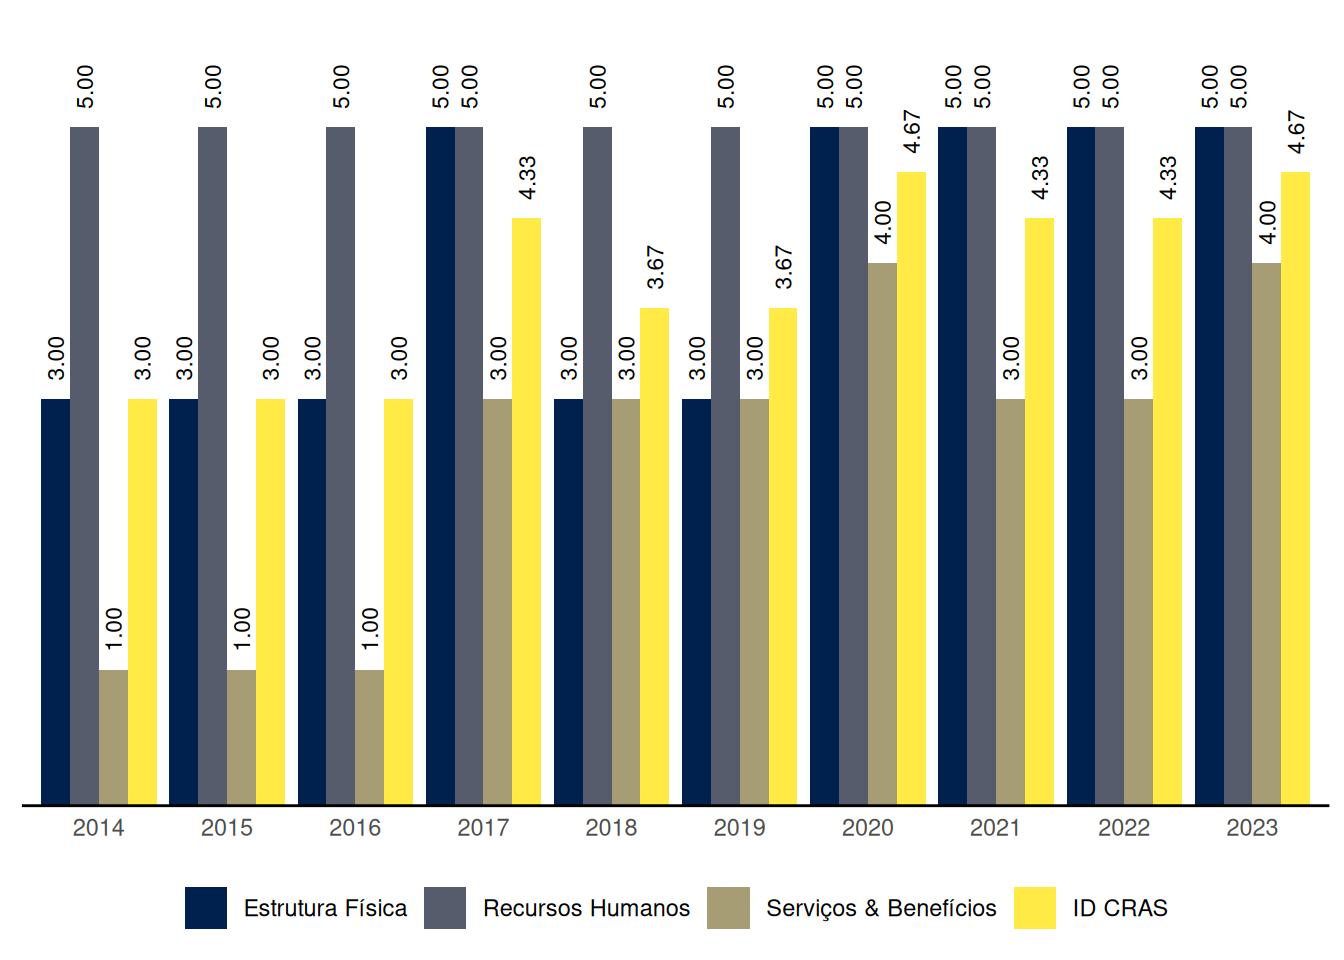 5.00 5.00 5.00 5.00 5.00 5.00 5.00 5.00 5.00 5.00 5.00 5.00 5.00 5.00 5.00
4.67 4.67
4.33 4.33 4.33
4.00 4.00
3.67 3.67
3.00 3.00 3.00 3.00 3.00 3.00 3.00 3.00 3.00 3.00 3.00 3.00 3.00
1.00 1.00 1.00
2014 2015 2016 2017 2018 2019 2020 2021 2022 2023
Estrutura Física Recursos Humanos Serviços & Benefícios ID CRAS